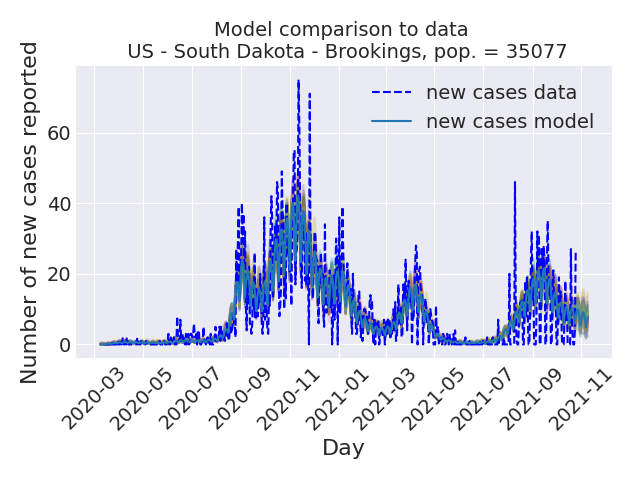 Model comparison to data
US - South Dakota - Brookings, pop. = 35077
Number of new cases reported
new cases data
new cases model
60
40
20
0
2020-03
2020-05
2020-07
2020-09
2020-11
2021-01
2021-03
2021-05
2021-07
2021-09
2021-11
Day